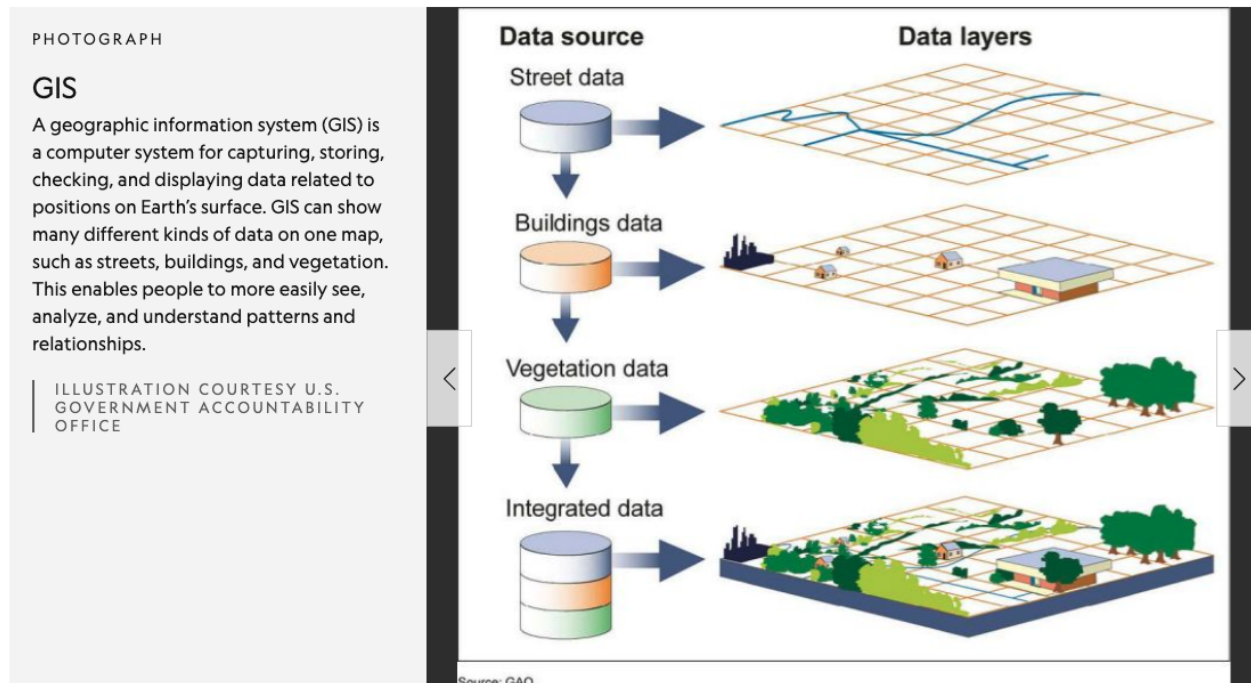 PHOTOGRAPH
GIS
A geographic information system (GIS) is
a computer system for capturing, storing,
checking, and displaying data related to
positions on Earth's surface. GIS can show
many different kinds of data on one map,
such as streets, buildings, and vegetation.
This enables people to more easily see,
analyze, and understand patterns and
relationships.
ILLUSTRATION COURTESY U.S.
GOVERNMENT ACCOUNTABILITY
OFFICE
Data source
Data layers
Street data
Buildings data
Vegetation data
Integrated data
Source: GAO